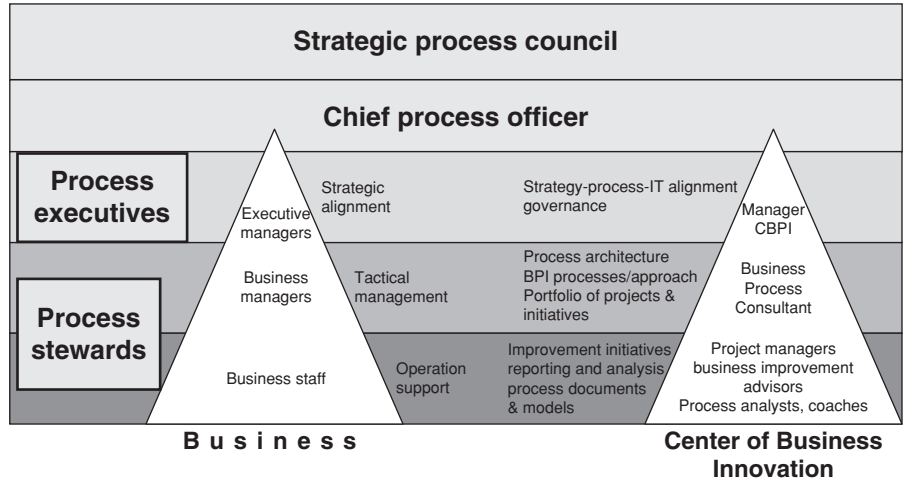 Strategic process council
Chief process officer
Process
executives
Strategic
alignment
Strategy-process-IT alignment
governance
Executive
managers
Manager
CBPI
Process
stewards
Business
managers
Tactical
management
Process architecture
BPI processes/approach
Portfolio of projects &
initiatives
Business
Process
Consultant
Business staff
Operation
support
Improvement initiatives
reporting and analysis
process documents
& models
Project managers
business improvement
advisors
Process analysts, coaches
Business
Center of Business
Innovation